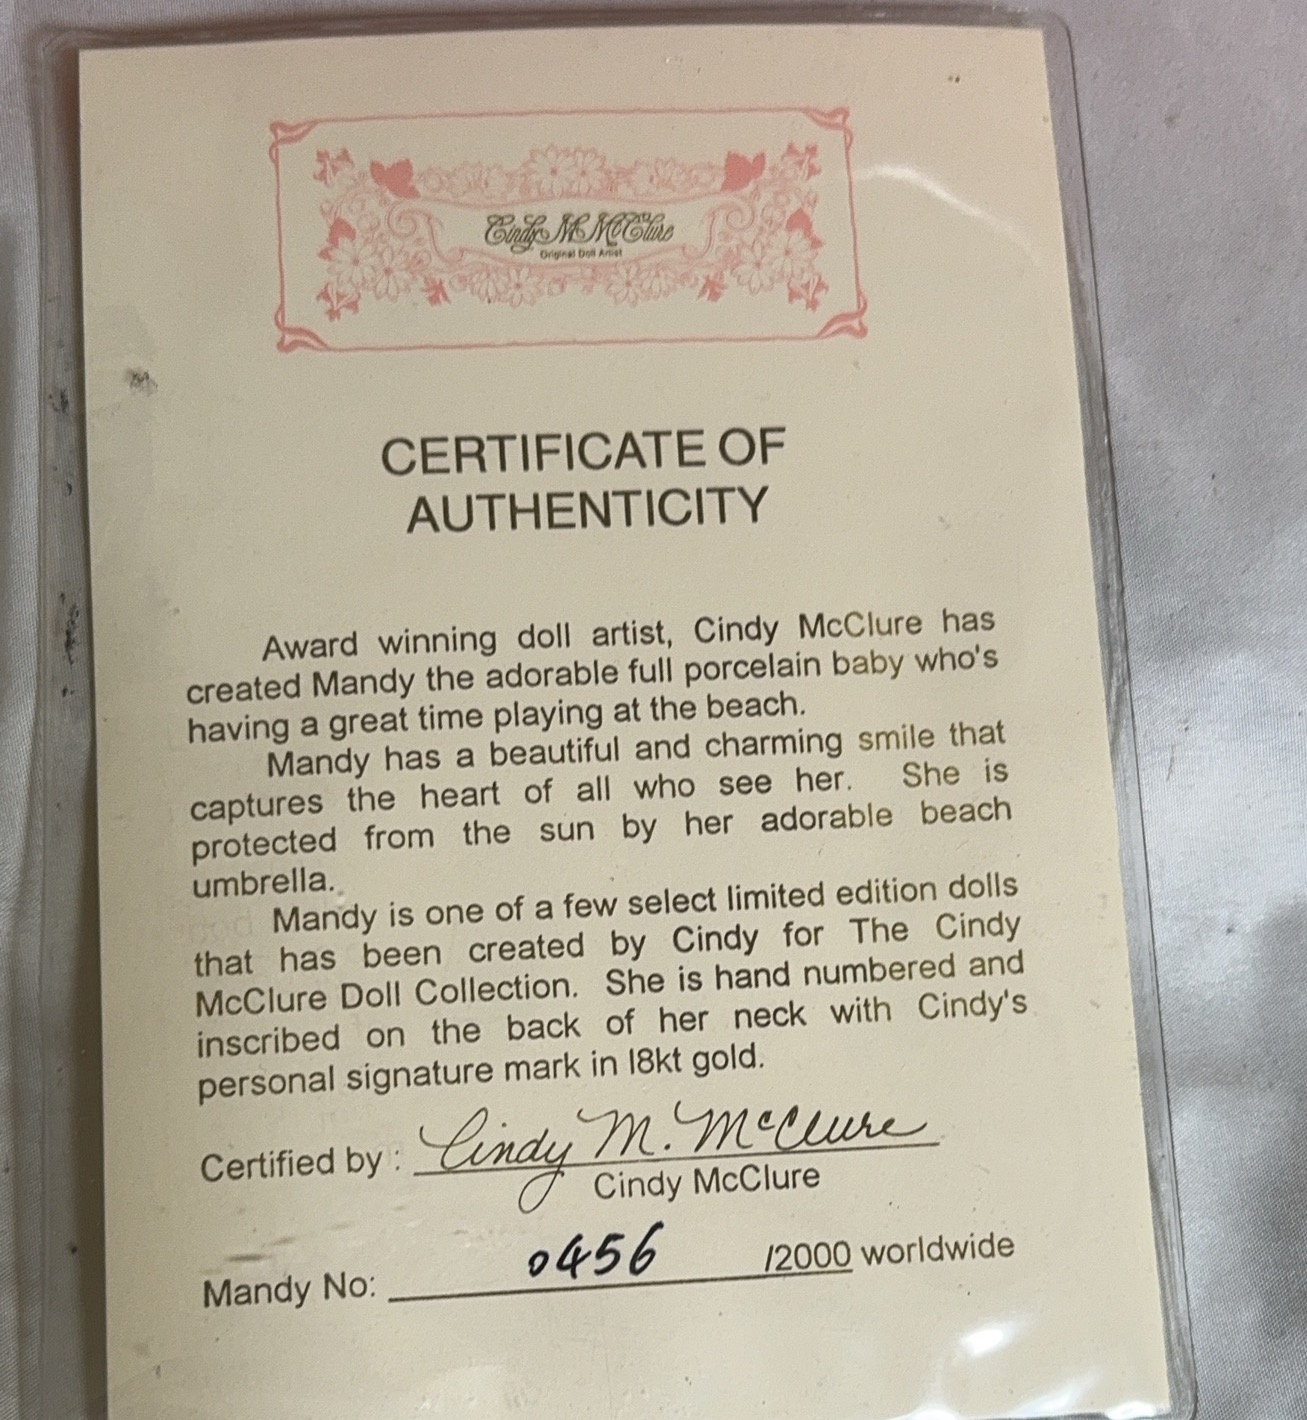 Cindy M. McClure
Original Doll Artist
CERTIFICATE OF
AUTHENTICITY
Award winning doll artist, Cindy McClure has
created Mandy the adorable full porcelain baby who's
having a great time playing at the beach.
Mandy has a beautiful and charming smile that
captures the heart of all who see her. She is
protected from the sun by her adorable beach
umbrella.
Mandy is one of a few select limited edition dolls
that has been created by Cindy for The Cindy
McClure Doll Collection. She is hand numbered and
inscribed on the back of her neck with Cindy's
personal signature mark in 18kt gold.
Certified by : Cindy M. McClure
Cindy McClure
Mandy No: 0456 /2000 worldwide